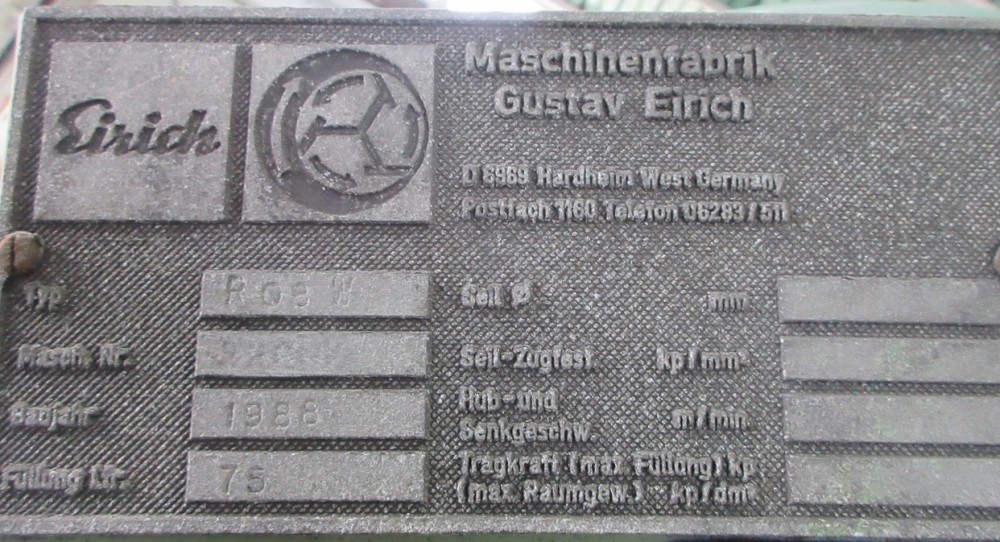 Eirich
Maschinenfabrik
Gustav Eirich
D 6969 Hardheim West Germany
Postfach 1160 Telefon 06283 / 511
Typ
Masch. Nr.
Baujahr 1988
Füllung Ltr. 75
Seil Ø mm
Seil-Zugfest. kp/mm²
Hub- und
Senkgeschw. m/min.
Tragkraft (max. Füllung) kp
(max. Raumgew.) kp/dm³